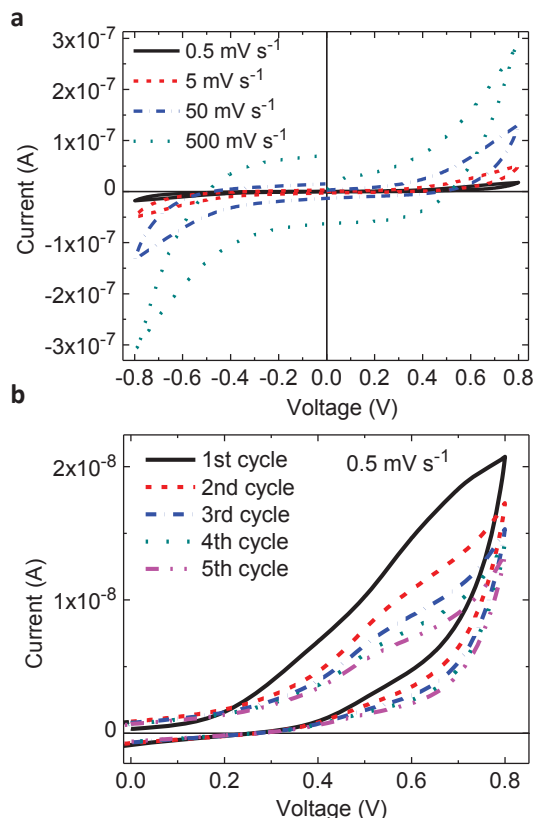 a
3x10⁻⁷
2x10⁻⁷
1x10⁻⁷
0
-1x10⁻⁷
-2x10⁻⁷
-3x10⁻⁷
Current (A)
0.5 mV s⁻¹
5 mV s⁻¹
50 mV s⁻¹
500 mV s⁻¹
-0.8 -0.6 -0.4 -0.2 0.0 0.2 0.4 0.6 0.8
Voltage (V)
b
2x10⁻⁸
1x10⁻⁸
0
Current (A)
1st cycle
2nd cycle
3rd cycle
4th cycle
5th cycle
0.5 mV s⁻¹
0.0 0.2 0.4 0.6 0.8
Voltage (V)